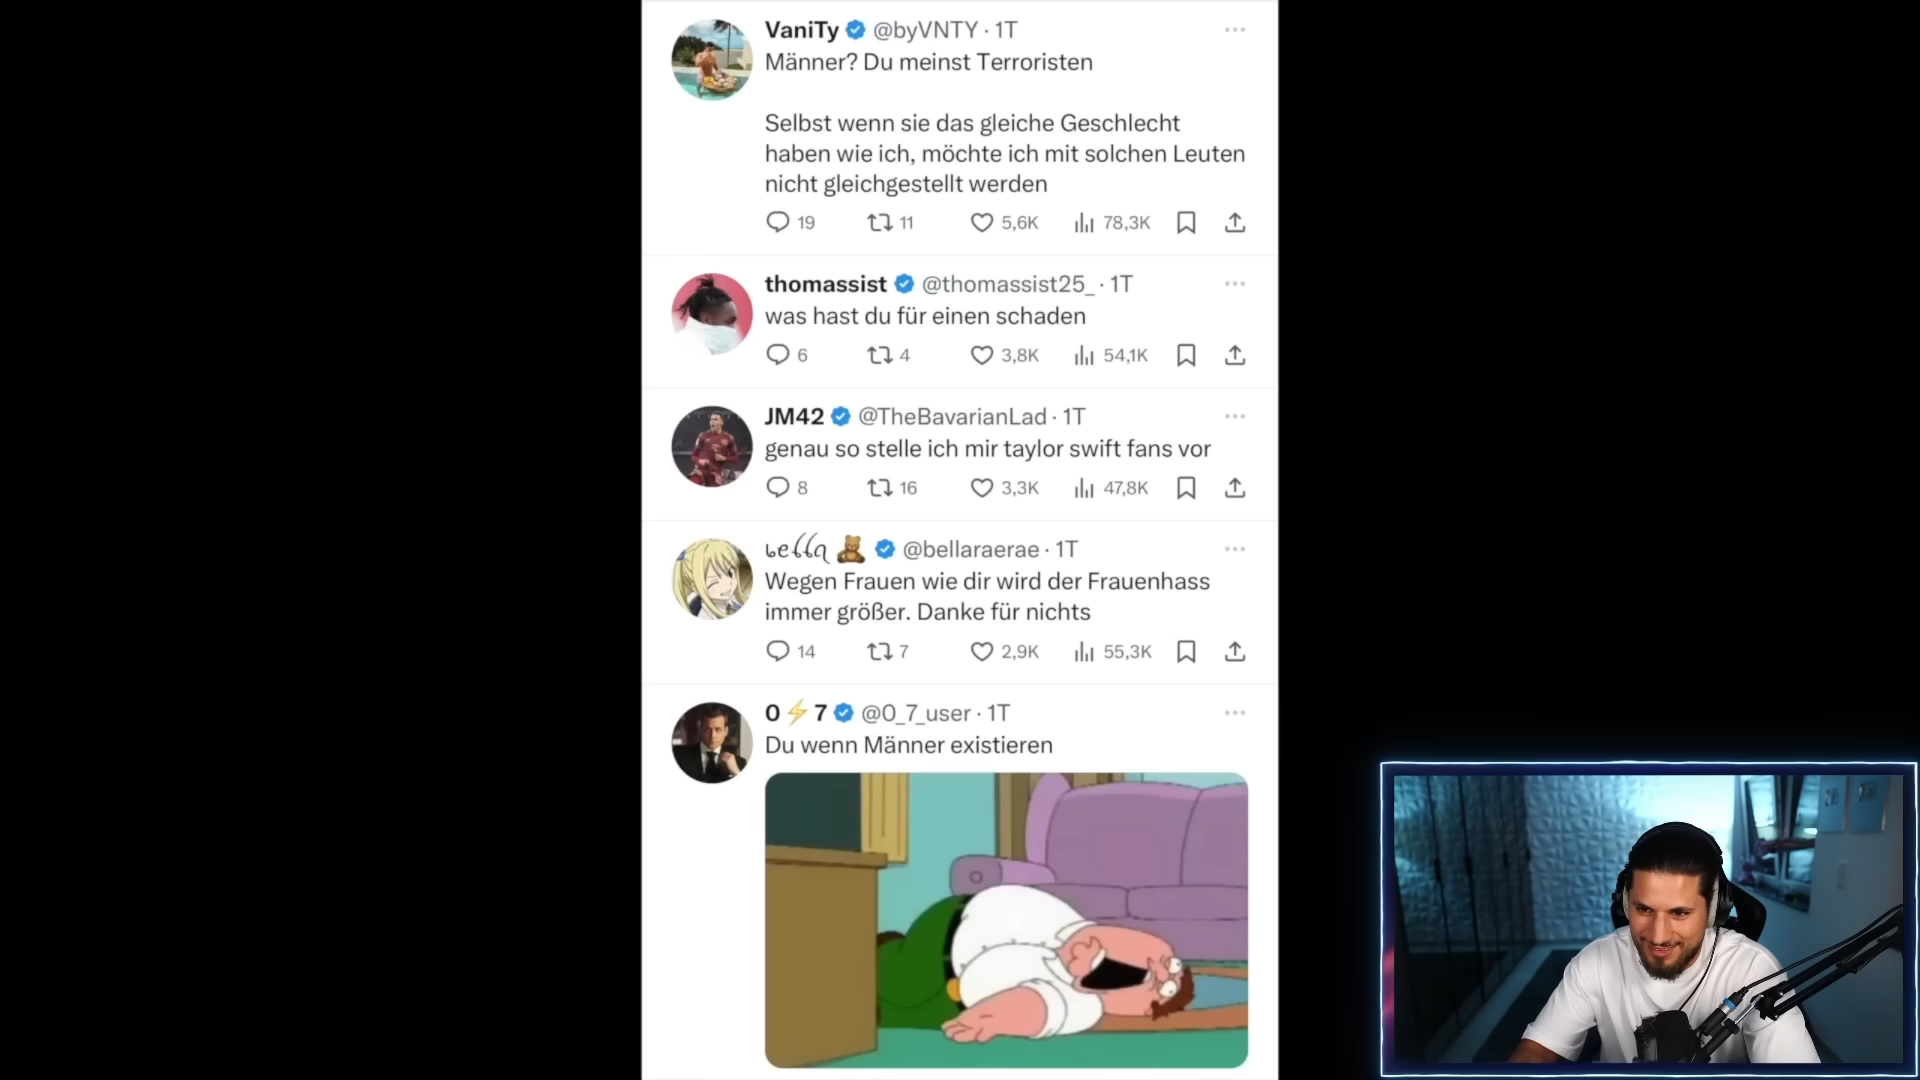 VaniTy @byVNTY · 1T
Männer? Du meinst Terroristen
Selbst wenn sie das gleiche Geschlecht
haben wie ich, möchte ich mit solchen Leuten
nicht gleichgestellt werden
19 11 5,6K 78,3K
thomassist @thomassist25_ · 1T
was hast du für einen schaden
6 4 3,8K 54,1K
JM42 @TheBavarianLad · 1T
genau so stelle ich mir taylor swift fans vor
8 16 3,3K 47,8K
bella 🧸 @bellaraerae · 1T
Wegen Frauen wie dir wird der Frauenhass
immer größer. Danke für nichts
14 7 2,9K 55,3K
0⚡7 @0_7_user · 1T
Du wenn Männer existieren